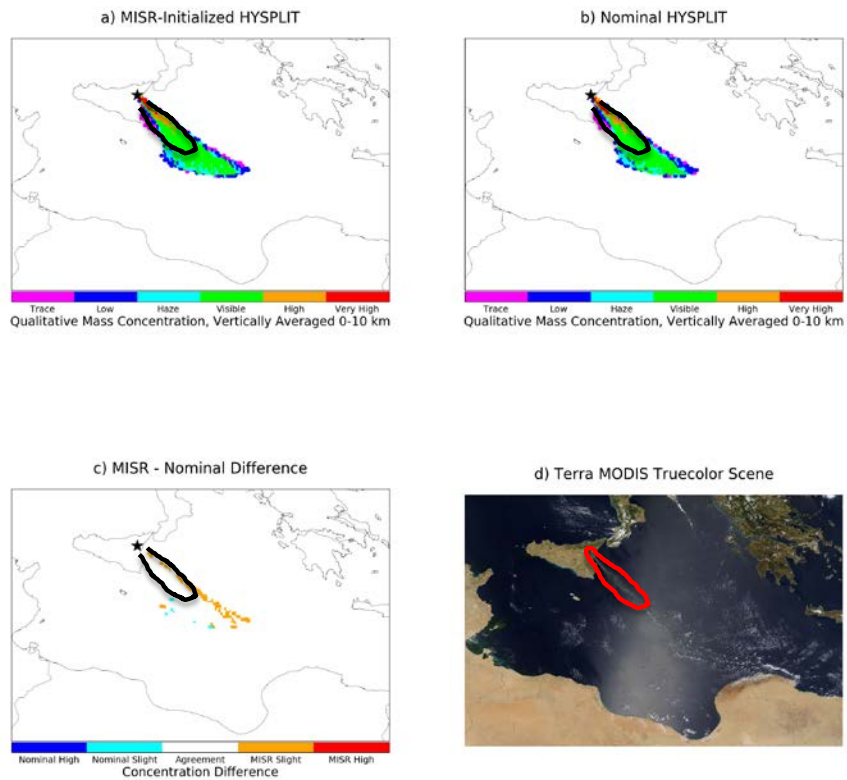 a) MISR-Initialized HYSPLIT
b) Nominal HYSPLIT
Trace Low Haze Visible High Very High
Qualitative Mass Concentration, Vertically Averaged 0-10 km
Trace Low Haze Visible High Very High
Qualitative Mass Concentration, Vertically Averaged 0-10 km
c) MISR - Nominal Difference
d) Terra MODIS Truecolor Scene
Nominal High Nominal Slight Agreement MISR Slight MISR High
Concentration Difference